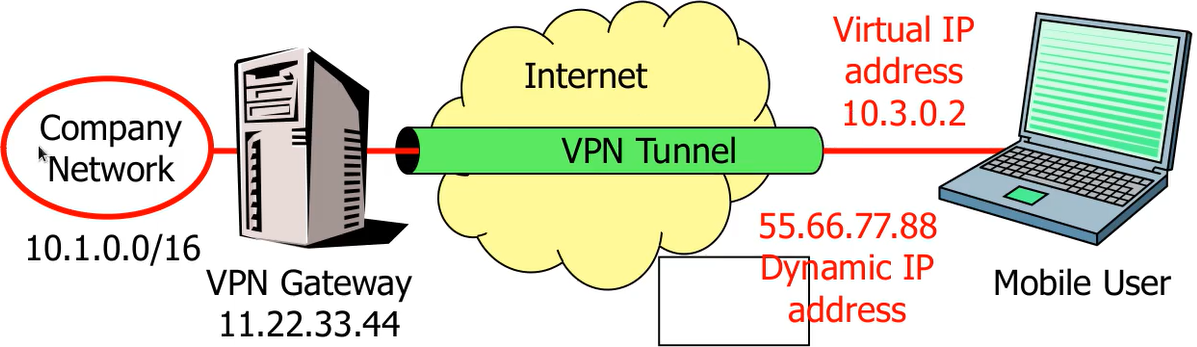 Company
Network
10.1.0.0/16
VPN Gateway
11.22.33.44
Internet
VPN Tunnel
Virtual IP
address
10.3.0.2
55.66.77.88
Dynamic IP
address
Mobile User